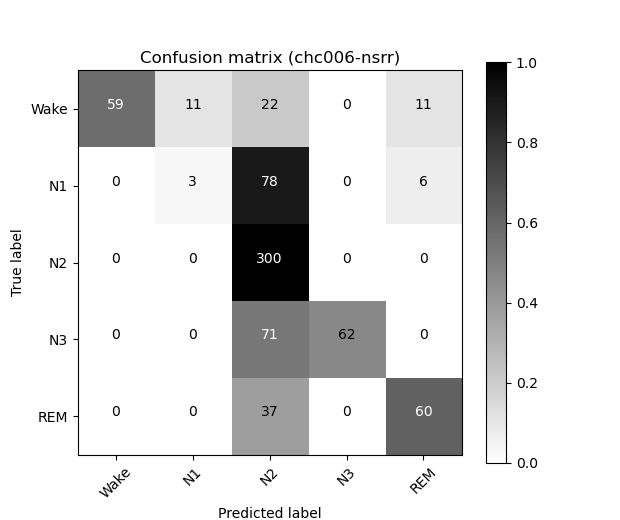 Confusion matrix (chc006-nsrr)
1.0
Wake 59 11 22 0 11
0.8
N1 0 3 78 0 6
0.6
N2 0 0 300 0 0
0.4
N3 0 0 71 62 0
0.2
REM 0 0 37 0 60
0.0
Wake N1 N2 N3 REM
True label
Predicted label